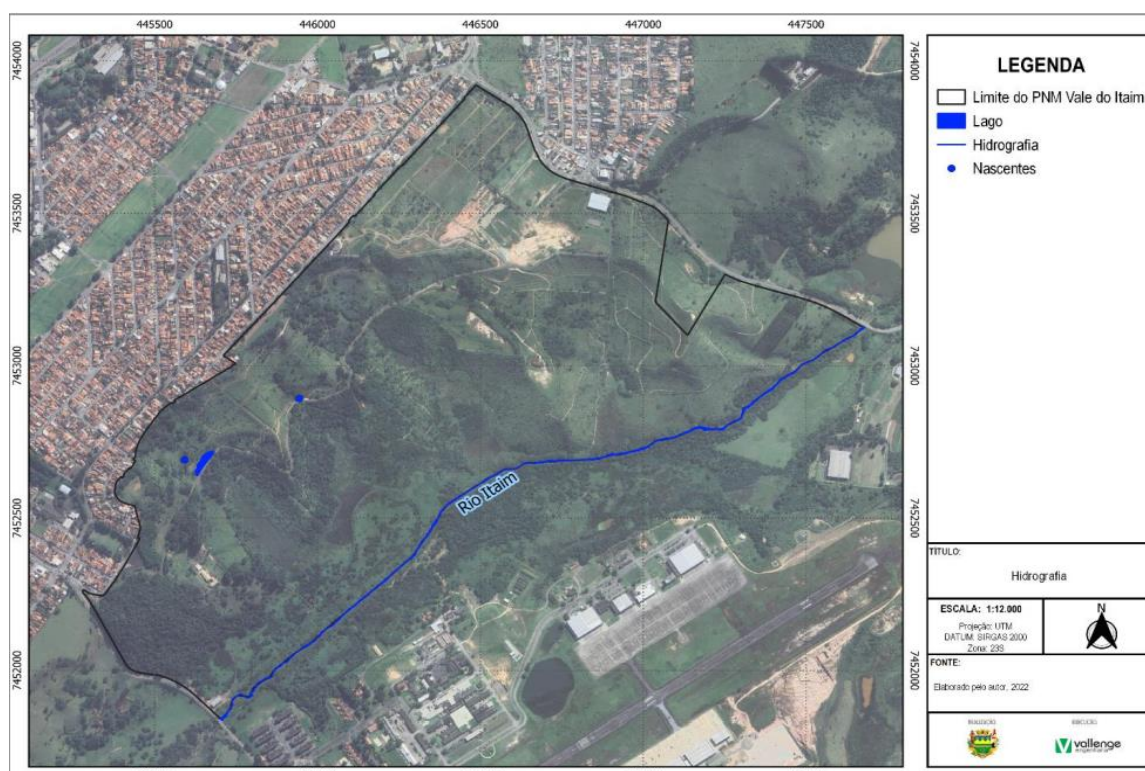 445500 446000 446500 447000 447500
7454000
7453500
7453000
7452500
7452000
7454000
7453500
7453000
7452500
7452000
Rio Itaim
LEGENDA
Limite do PNM Vale do Itaim
Lago
Hidrografia
Nascentes
TÍTULO:
Hidrografia
ESCALA: 1:12.000
Projeção: UTM
DATUM: SIRGAS 2000
Zona: 23S
N
FONTE:
Elaborado pelo autor, 2022
REALIZAÇÃO
EXECUÇÃO
vallenge